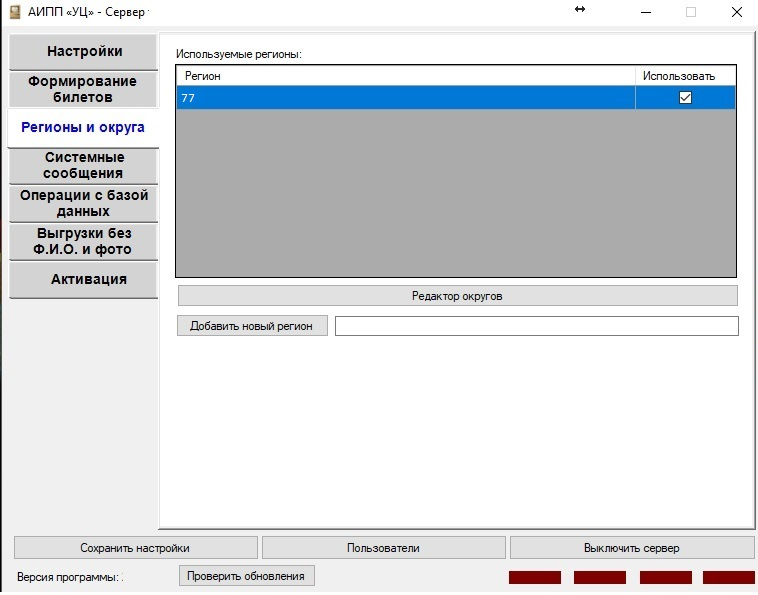 АИПП «УЦ» - Сервер
Настройки
Формирование
билетов
Регионы и округа
Системные
сообщения
Операции с базой
данных
Выгрузки без
Ф.И.О. и фото
Активация
Используемые регионы:
Регион Использовать
77
Редактор округов
Добавить новый регион
Сохранить настройки Пользователи Выключить сервер
Версия программы: Проверить обновления